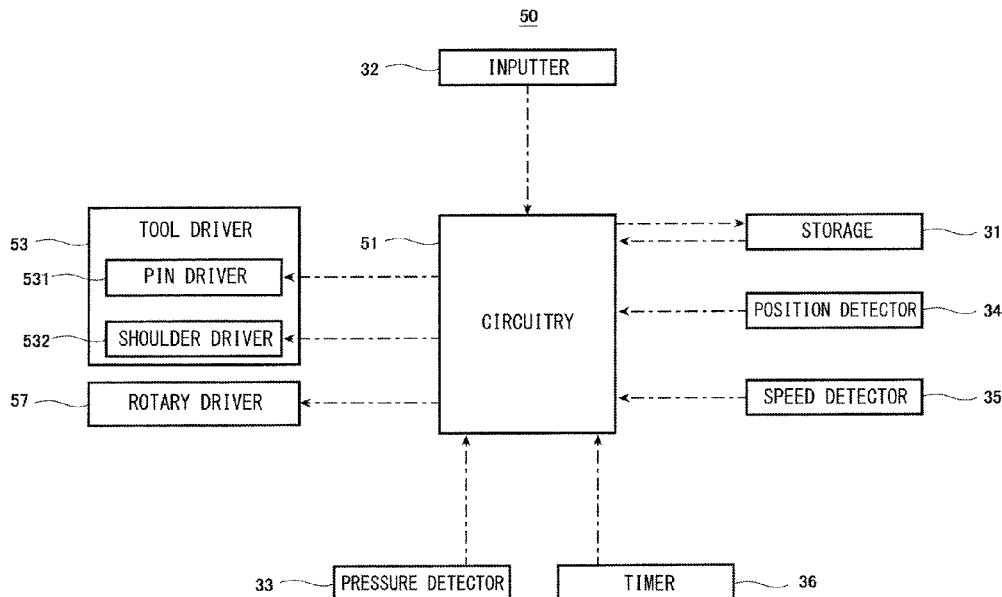 50
32 INPUTTER
53 TOOL DRIVER
531 PIN DRIVER
532 SHOULDER DRIVER
57 ROTARY DRIVER
51 CIRCUITRY
STORAGE 31
POSITION DETECTOR 34
SPEED DETECTOR 35
33 PRESSURE DETECTOR
TIMER 36